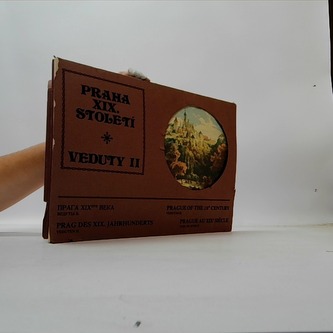 PRAHA
XIX.
STOLETÍ
VEDUTY II
ПРАГА XIX
ВЕКА
PRAG DES XIX. JAHRHUNDERTS
PRAGUE OF THE 19
CENTURY
PRAGUE AU XIX
SIÈCLE